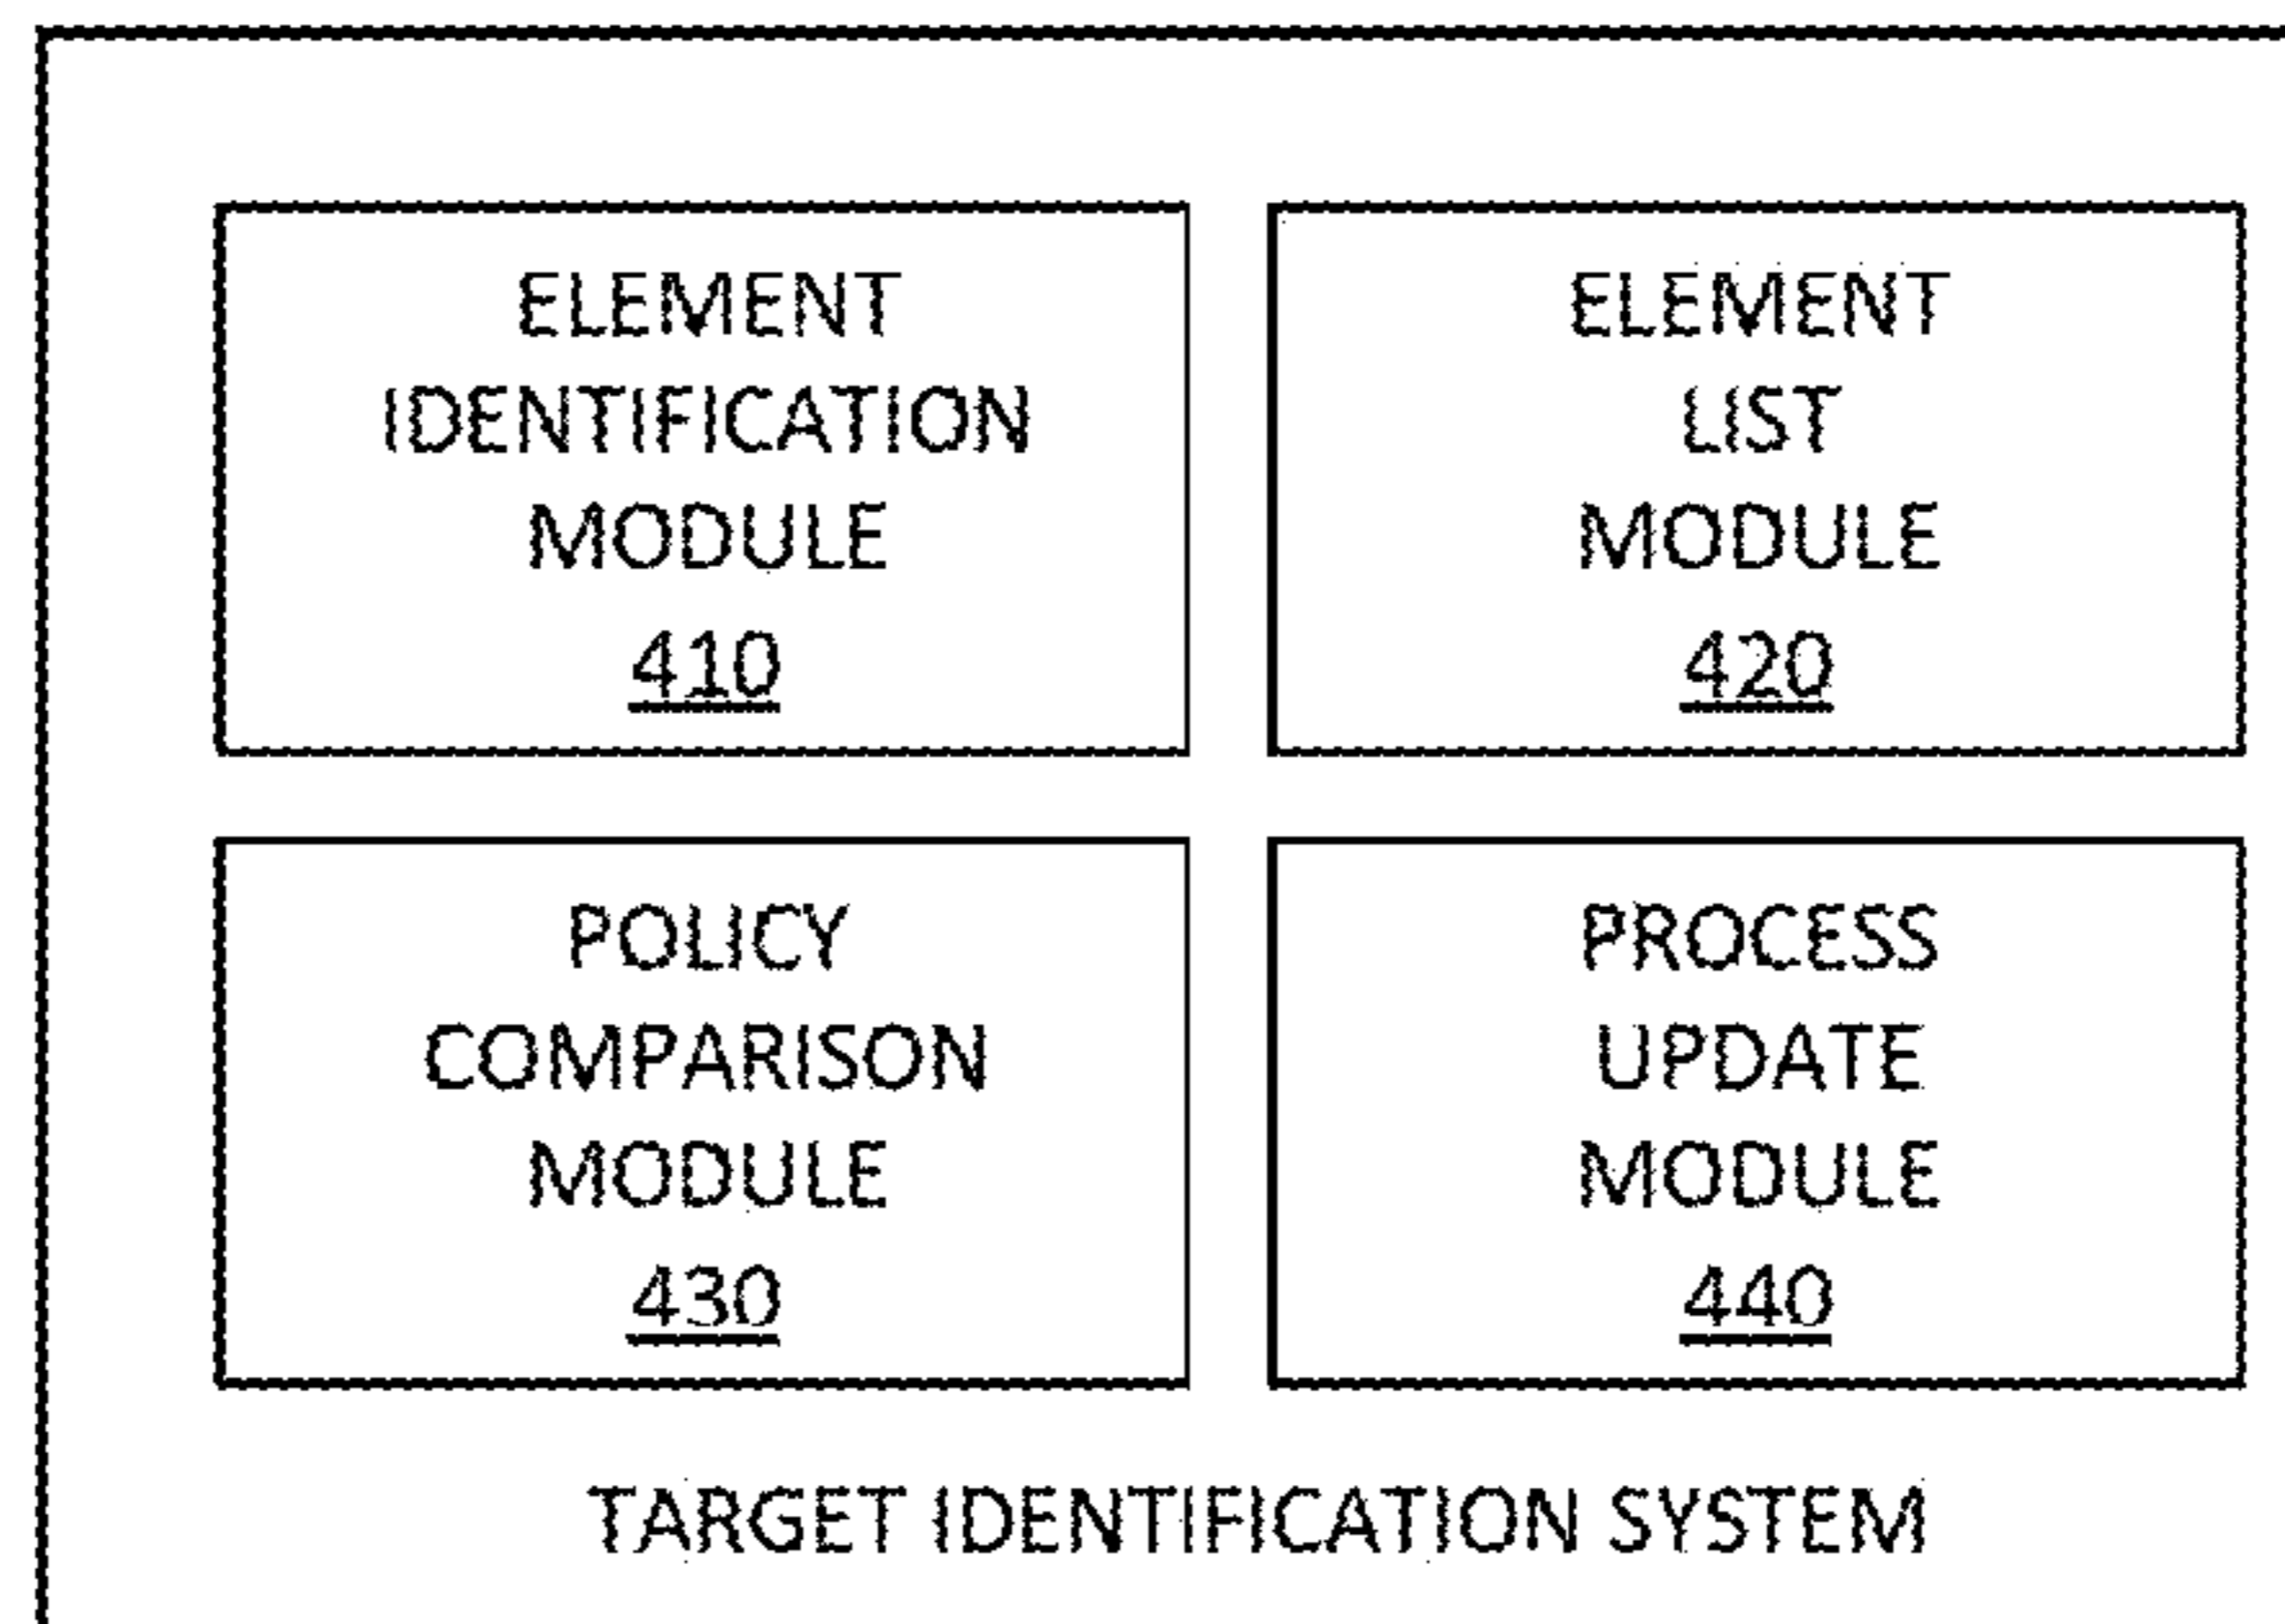 ELEMENT
IDENTIFICATION
MODULE
410
ELEMENT
LIST
MODULE
420
POLICY
COMPARISON
MODULE
430
PROCESS
UPDATE
MODULE
440
TARGET IDENTIFICATION SYSTEM